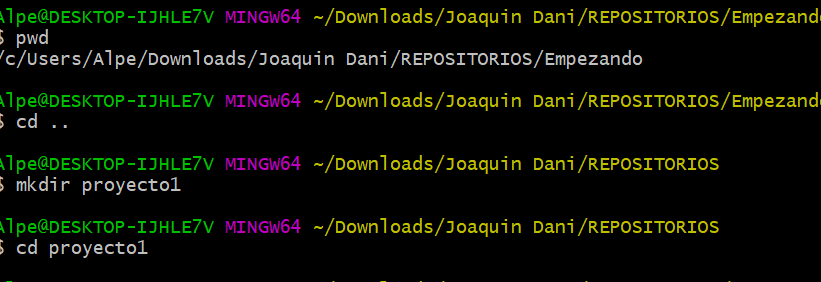 Alpe@DESKTOP-IJHLE7V MINGW64 ~/Downloads/Joaquin Dani/REPOSITORIOS/Empezando
$ pwd
/c/Users/Alpe/Downloads/Joaquin Dani/REPOSITORIOS/Empezando
Alpe@DESKTOP-IJHLE7V MINGW64 ~/Downloads/Joaquin Dani/REPOSITORIOS/Empezando
$ cd ..
Alpe@DESKTOP-IJHLE7V MINGW64 ~/Downloads/Joaquin Dani/REPOSITORIOS
$ mkdir proyecto1
Alpe@DESKTOP-IJHLE7V MINGW64 ~/Downloads/Joaquin Dani/REPOSITORIOS
$ cd proyecto1